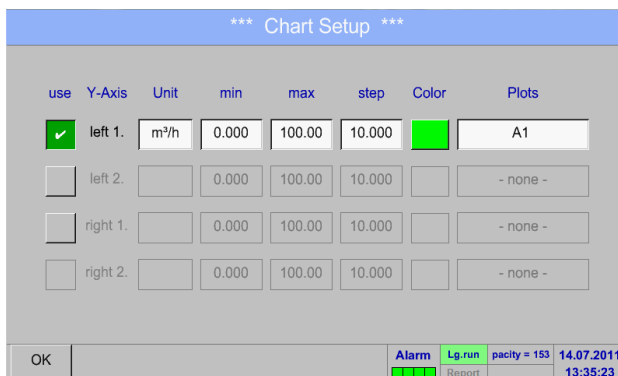 *** Chart Setup ***
use Y-Axis Unit min max step Color Plots
✔ left 1. m³/h 0.000 100.00 10.000 A1
left 2. 0.000 100.00 10.000 - none -
right 1. 0.000 100.00 10.000 - none -
right 2. 0.000 100.00 10.000 - none -
OK Alarm Lg.run pacity = 153 14.07.2011
Report 13:35:23